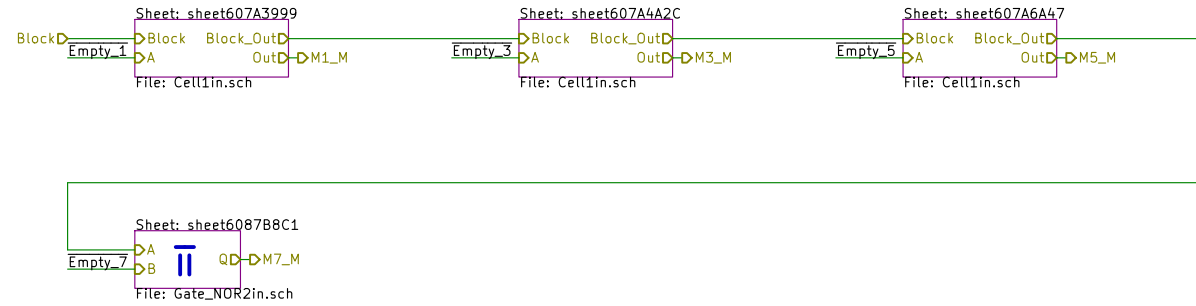 Sheet: sheet607A3999
Sheet: sheet607A4A2C
Sheet: sheet607A6A47
Block
Block
Block_Out
Block
Block_Out
Block
Block_Out
Empty_1
A
Out
M1_M
Empty_3
A
Out
M3_M
Empty_5
A
Out
M5_M
File: Cell1in.sch
File: Cell1in.sch
File: Cell1in.sch
Sheet: sheet6087B8C1
A
Empty_7
B
Q
M7_M
File: Gate_NOR2in.sch